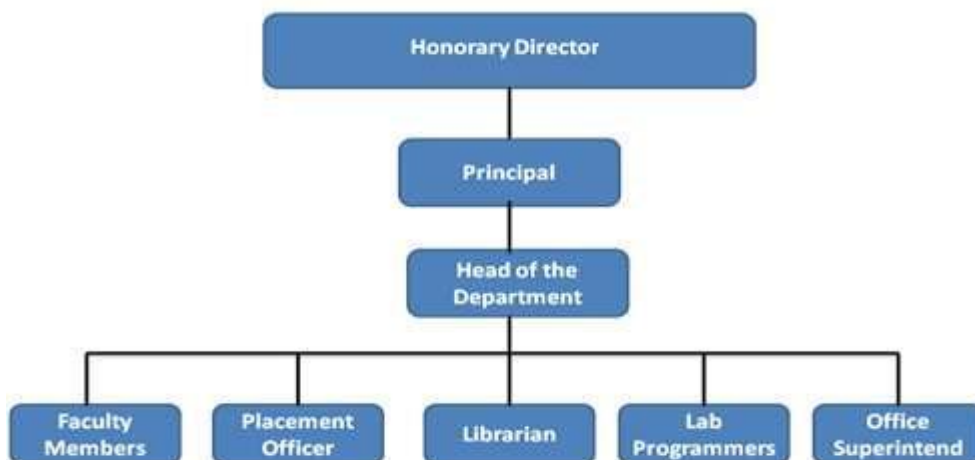 Honorary Director
Principal
Head of the
Department
Faculty
Members
Placement
Officer
Librarian
Lab
Programmers
Office
Superintend